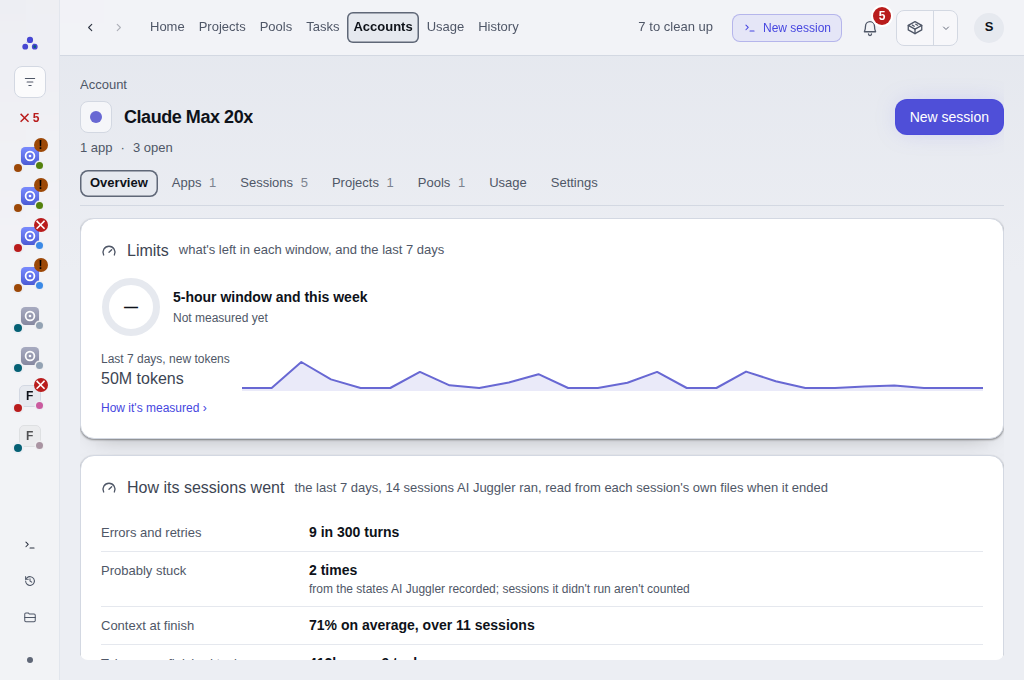 Home Projects Pools Tasks Accounts Usage History 7 to clean up New session 5 S
5
Account
Claude Max 20x
New session
1 app · 3 open
Overview Apps 1 Sessions 5 Projects 1 Pools 1 Usage Settings
Limits what's left in each window, and the last 7 days
— 5-hour window and this week
Not measured yet
Last 7 days, new tokens
50M tokens
How it's measured ›
F
F
How its sessions went the last 7 days, 14 sessions AI Juggler ran, read from each session's own files when it ended
Errors and retries 9 in 300 turns
Probably stuck 2 times
from the states AI Juggler recorded; sessions it didn't run aren't counted
Context at finish 71% on average, over 11 sessions